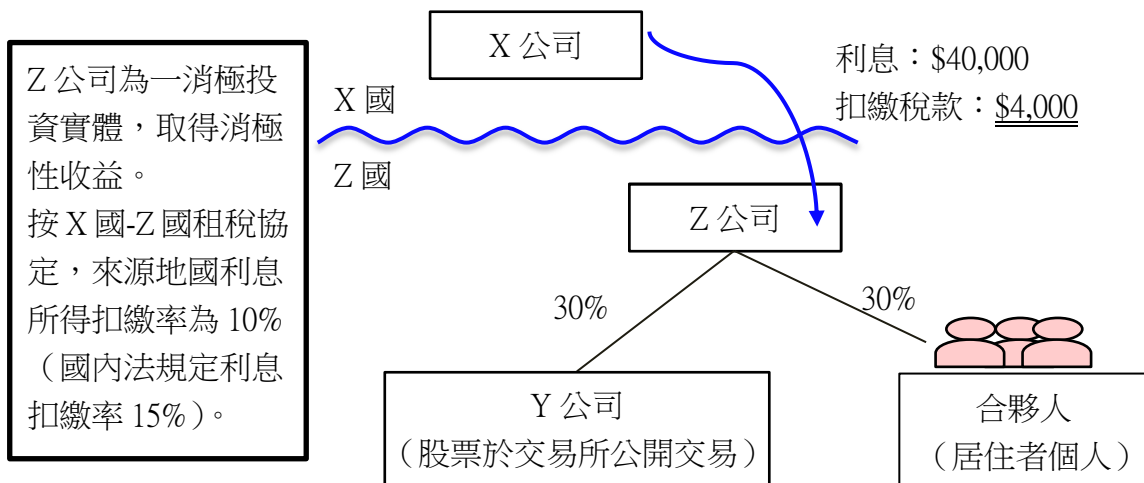 Z 公司為一消極投
資實體，取得消極
性收益。
按 X 國-Z 國租稅協
定，來源地國利息
所得扣繳率為 10%
（國內法規定利息
扣繳率 15%）。
X 公司
利息：$40,000
扣繳稅款：$4,000
X 國
Z 國
Z 公司
30%
30%
Y 公司
（股票於交易所公開交易）
合夥人
（居住者個人）